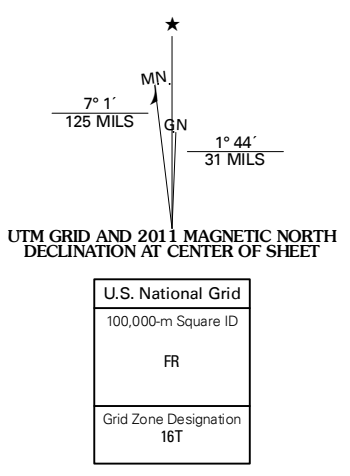 ★
MN.
7° 1´
125 MILS
GN
1° 44´
31 MILS
UTM GRID AND 2011 MAGNETIC NORTH
DECLINATION AT CENTER OF SHEET
U.S. National Grid
100,000-m Square ID
FR
Grid Zone Designation
16T